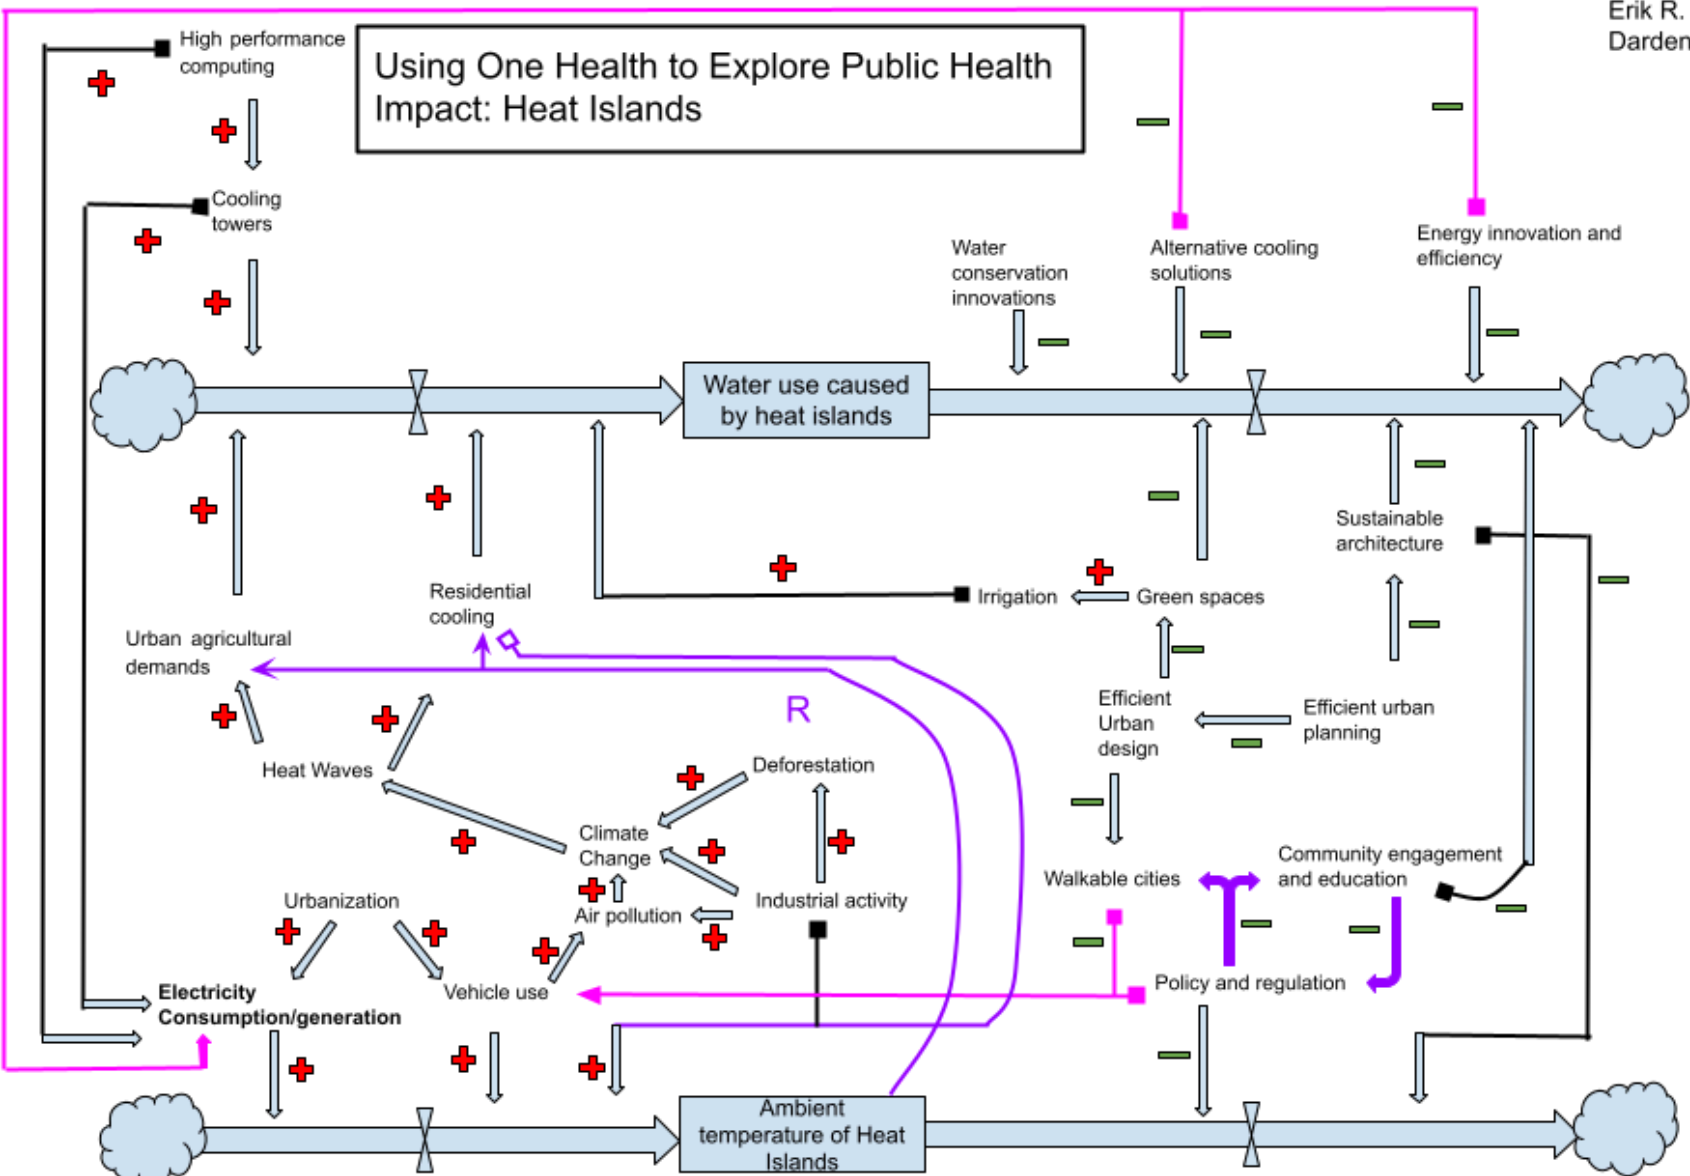 Erik R.
Darden
High performance
computing
Using One Health to Explore Public Health
Impact: Heat Islands
Cooling
towers
Water
conservation
innovations
Alternative cooling
solutions
Energy innovation and
efficiency
Water use caused
by heat islands
Sustainable
architecture
Residential
cooling
Irrigation
Green spaces
Urban agricultural
demands
R
Efficient
Urban
design
Efficient urban
planning
Heat Waves
Deforestation
Climate
Change
Community engagement
and education
Walkable cities
Urbanization
Industrial activity
Air pollution
Electricity
Consumption/generation
Vehicle use
Policy and regulation
Ambient
temperature of Heat
Islands